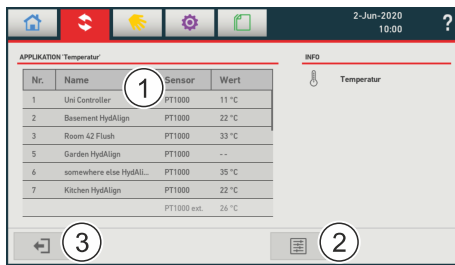 2-Jun-2020
10:00
?
APPLIKATION 'Temperatur'
INFO
Nr. Name Sensor Wert
Temperatur
1 Uni Controller PT1000 11 °C
2 Basement HydAlign PT1000 22 °C
3 Room 42 Flush PT1000 33 °C
5 Garden HydAlign PT1000 --
6 somewhere else HydAli... PT1000 35 °C
7 Kitchen HydAlign PT1000 22 °C
PT1000 ext. 26 °C
1
3
2